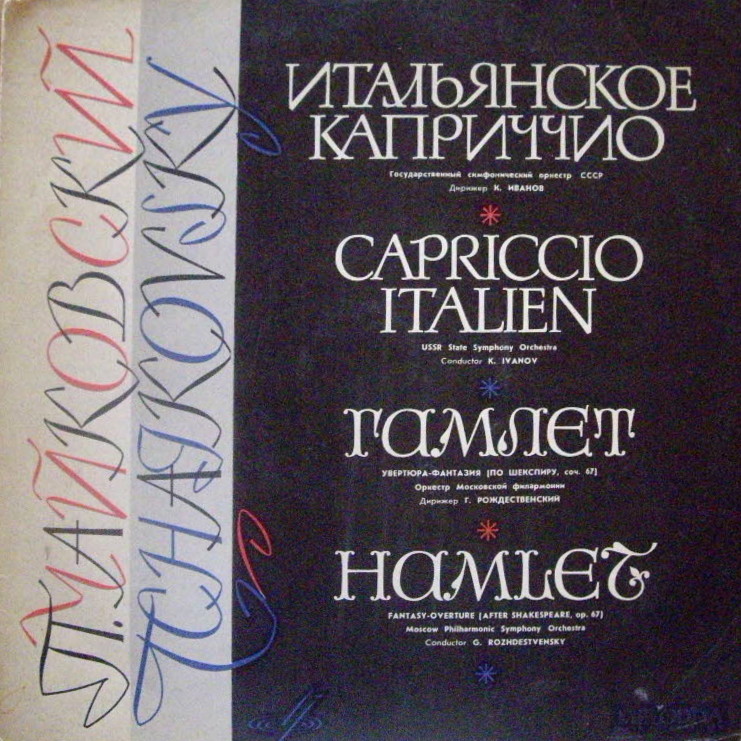 П. ЧАЙКОВСКИЙ
TCHAIKOVSKY
ИТАЛЬЯНСКОЕ
КАПРИЧЧИО
Государственный симфонический оркестр СССР
Дирижер К. ИВАНОВ
CAPRICCIO
ITALIEN
USSR State Symphony Orchestra
Conductor K. IVANOV
ГАМЛЕТ
УВЕРТЮРА-ФАНТАЗИЯ (ПО ШЕКСПИРУ, соч. 67)
Оркестр Московской филармонии
Дирижер Г. РОЖДЕСТВЕНСКИЙ
HAMLET
FANTASY-OVERTURE (AFTER SHAKESPEARE, op. 67)
Moscow Philharmonic Symphony Orchestra
Conductor G. ROZHDESTVENSKY
MELODIYA